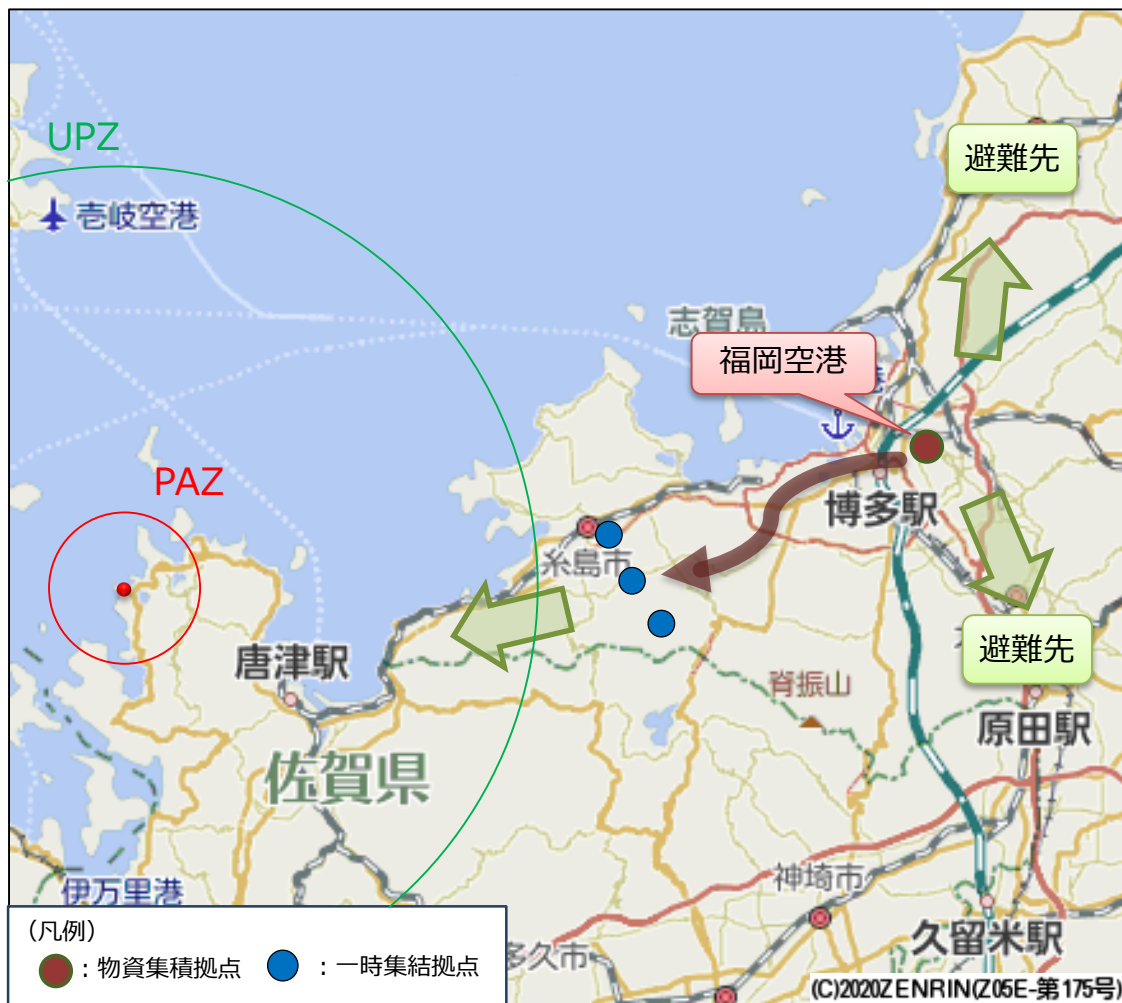 UPZ
避難先
壱岐空港
志賀島
福岡空港
港
PAZ
博多駅
糸島市
避難先
唐津駅
脊振山
原田駅
佐賀県
神埼市
伊万里港
久留米駅
多久市
(凡例)
：物資集積拠点 ：一時集結拠点
(C)2020ZENRIN(Z05E-第175号)